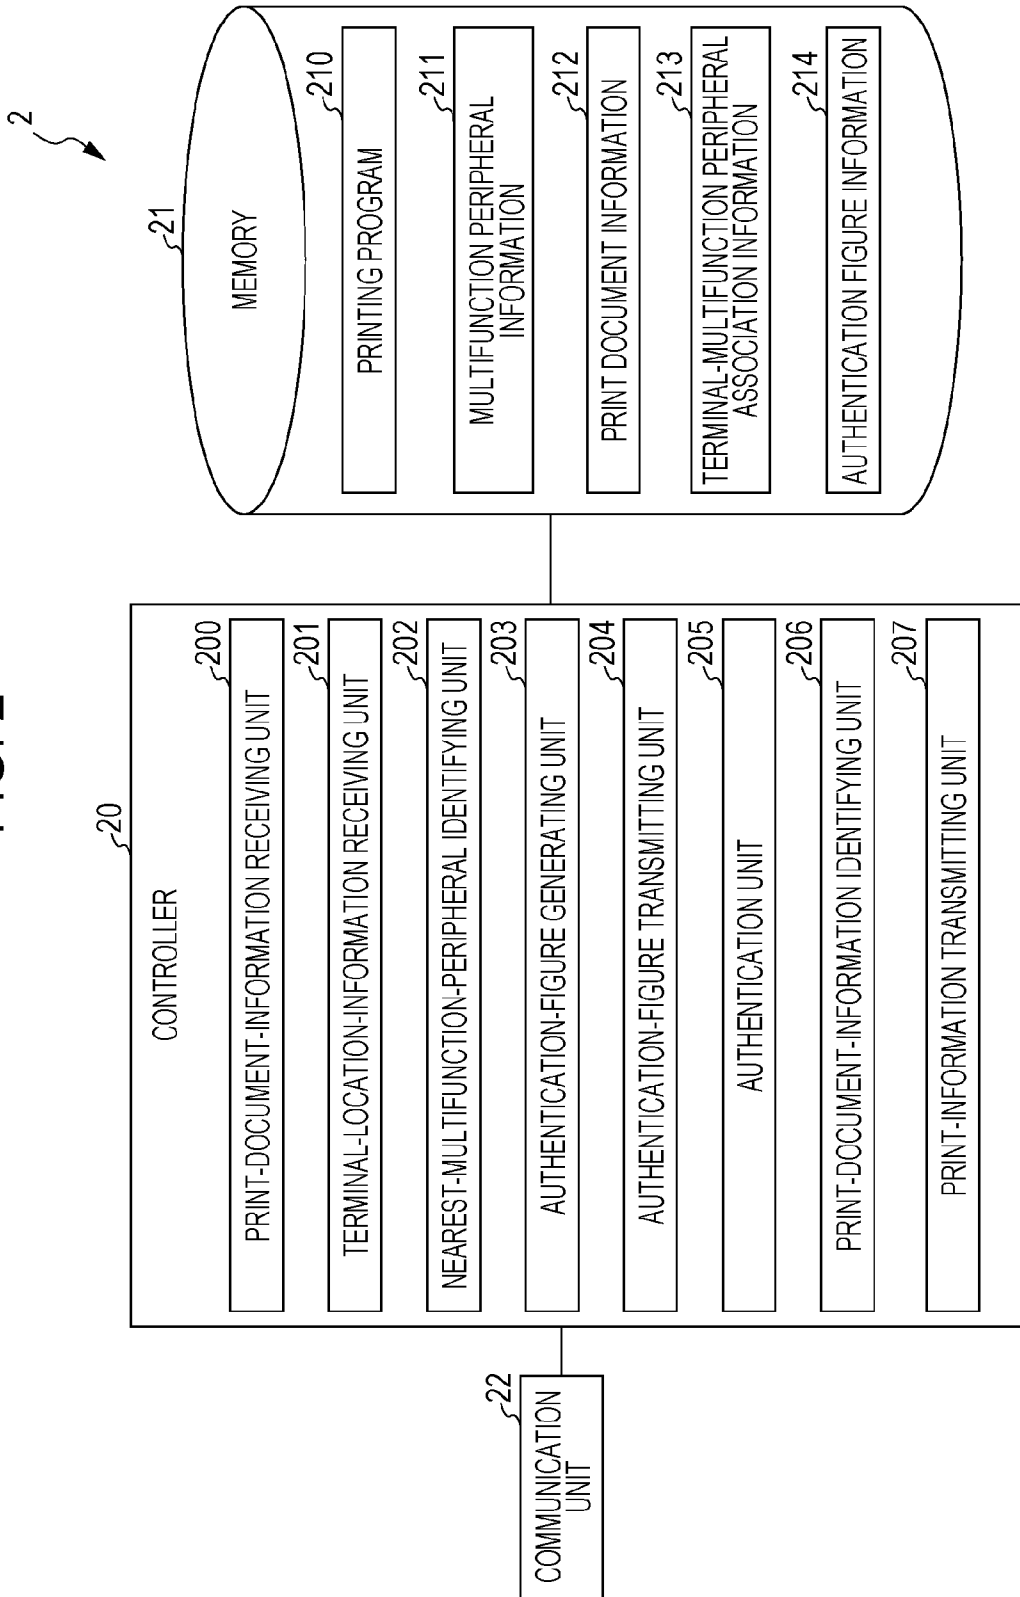 2
20
CONTROLLER
200
PRINT-DOCUMENT-INFORMATION RECEIVING UNIT
201
TERMINAL-LOCATION-INFORMATION RECEIVING UNIT
202
NEAREST-MULTIFUNCTION-PERIPHERAL IDENTIFYING UNIT
203
AUTHENTICATION-FIGURE GENERATING UNIT
204
AUTHENTICATION-FIGURE TRANSMITTING UNIT
205
AUTHENTICATION UNIT
206
PRINT-DOCUMENT-INFORMATION IDENTIFYING UNIT
207
PRINT-INFORMATION TRANSMITTING UNIT
22
COMMUNICATION
UNIT
21
MEMORY
210
PRINTING PROGRAM
211
MULTIFUNCTION PERIPHERAL
INFORMATION
212
PRINT DOCUMENT INFORMATION
213
TERMINAL-MULTIFUNCTION PERIPHERAL
ASSOCIATION INFORMATION
214
AUTHENTICATION FIGURE INFORMATION